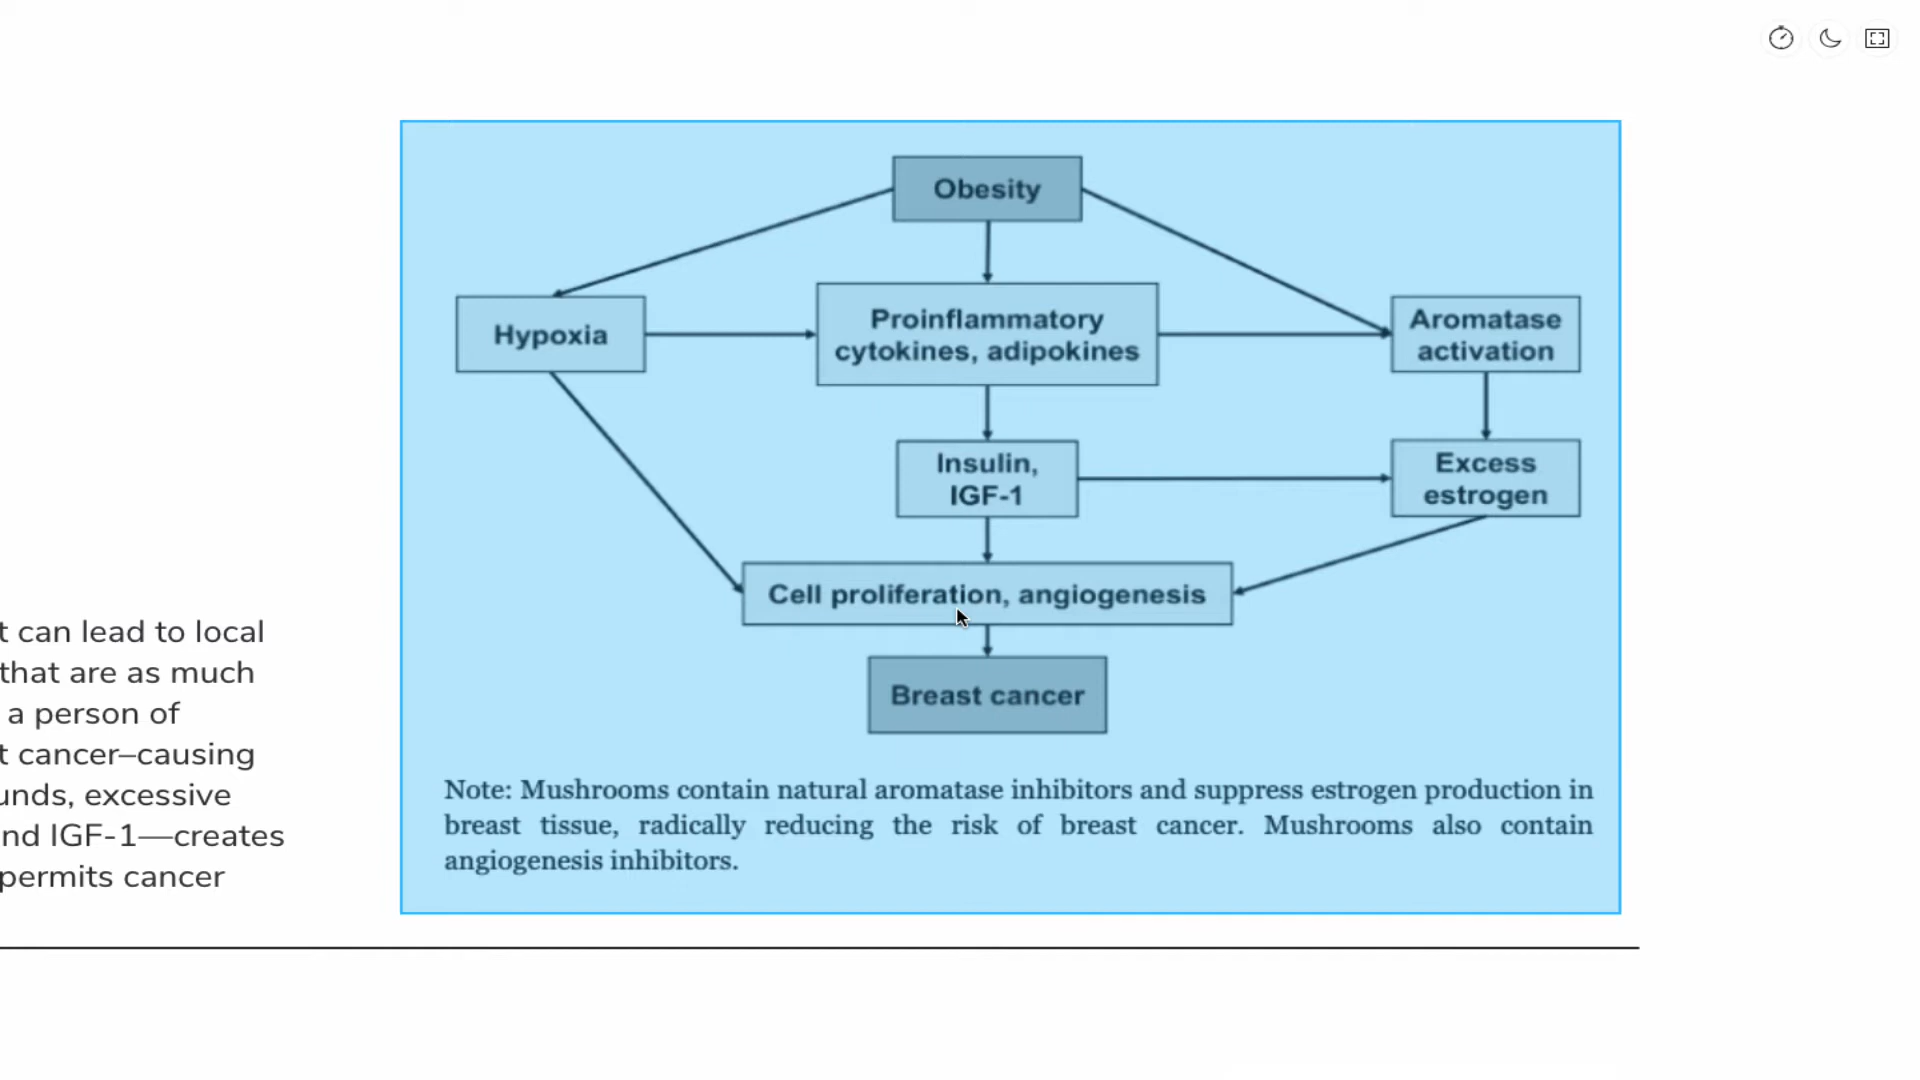 Obesity
Hypoxia
Proinflammatory
cytokines, adipokines
Aromatase
activation
Insulin,
IGF-1
Excess
estrogen
Cell proliferation, angiogenesis
Breast cancer
Note: Mushrooms contain natural aromatase inhibitors and suppress estrogen production in
breast tissue, radically reducing the risk of breast cancer. Mushrooms also contain
angiogenesis inhibitors.
t can lead to local
that are as much
a person of
t cancer–causing
unds, excessive
nd IGF-1—creates
permits cancer